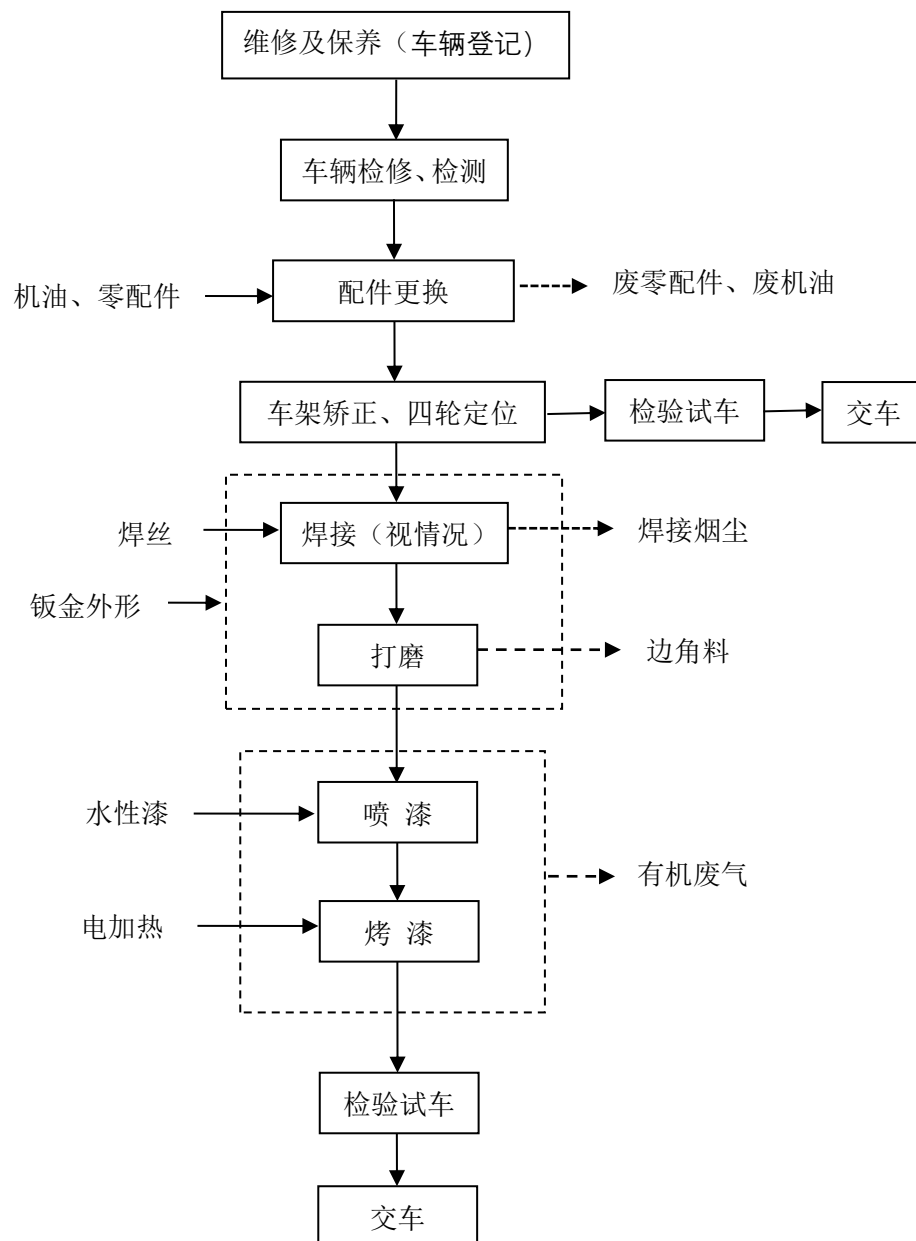 维修及保养（车辆登记）
车辆检修、检测
机油、零配件
配件更换
废零配件、废机油
车架矫正、四轮定位
检验试车
交车
焊丝
焊接（视情况）
焊接烟尘
钣金外形
打磨
边角料
水性漆
喷 漆
有机废气
电加热
烤 漆
检验试车
交车